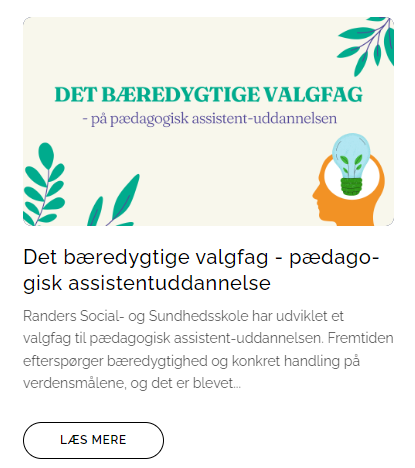 DET BÆREDYGTIGE VALGFAG
- på pædagogisk assistent-uddannelsen
Det bæredygtige valgfag - pædago-
gisk assistentuddannelse
Randers Social- og Sundhedsskole har udviklet et
valgfag til pædagogisk assistent-uddannelsen. Fremtiden
efterspørger bæredygtighed og konkret handling på
verdensmålene, og det er blevet...
LÆS MERE